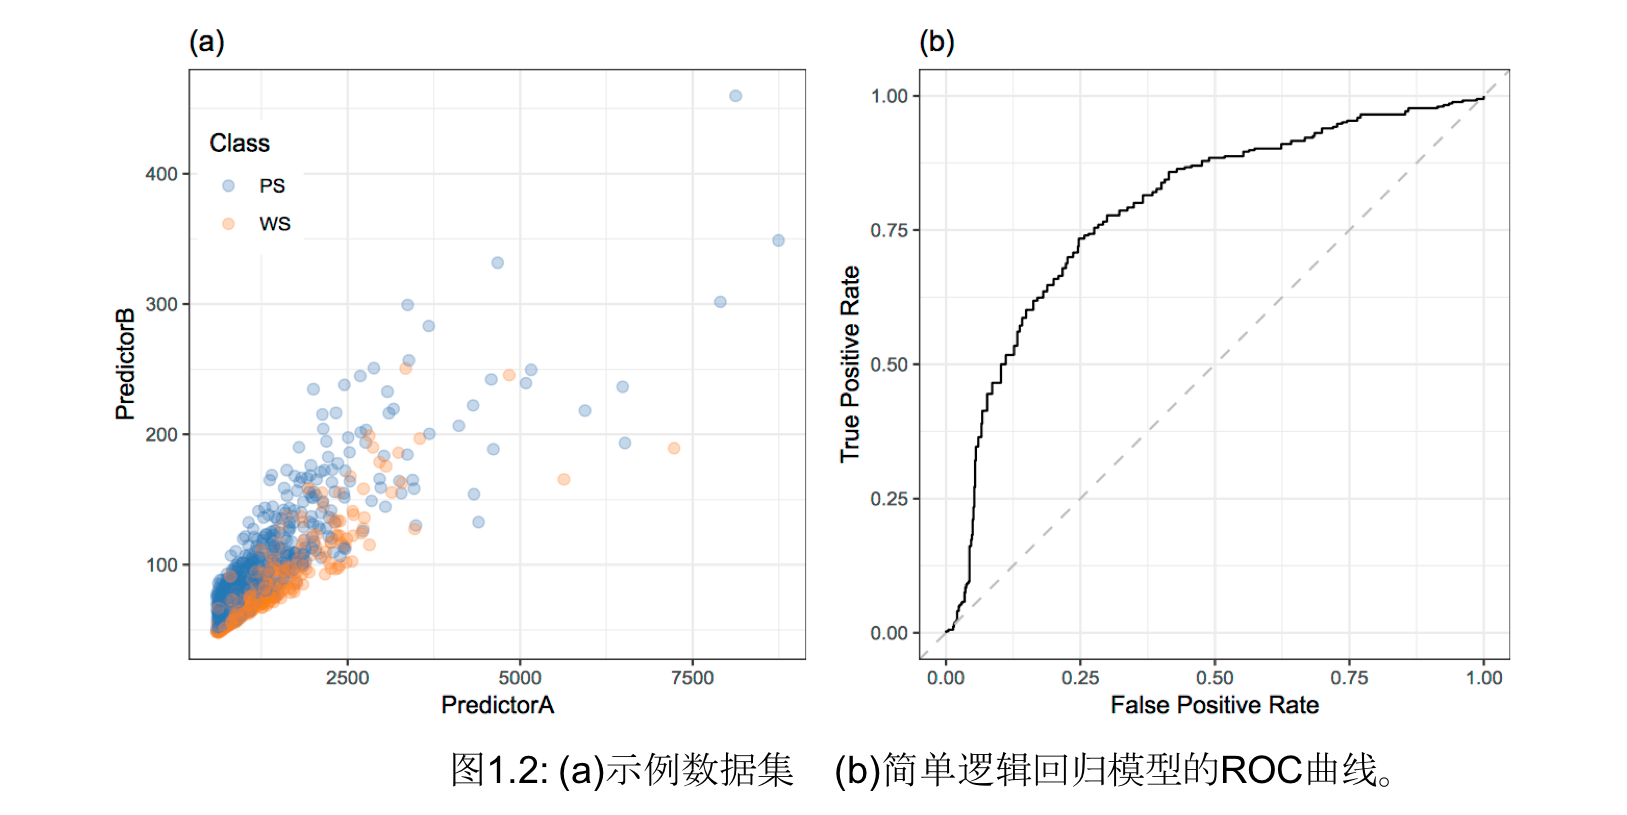 (a)
Class
PS
WS
400
300
200
100
PredictorB
2500
5000
7500
PredictorA
(b)
1.00
0.75
0.50
0.25
0.00
True Positive Rate
0.00
0.25
0.50
0.75
1.00
False Positive Rate
图1.2: (a)示例数据集 (b)简单逻辑回归模型的ROC曲线。